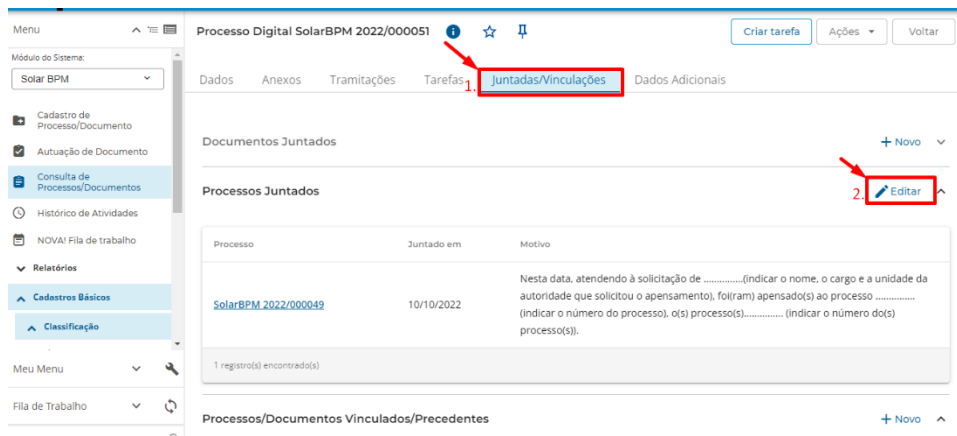 Menu
Módulo do Sistema:
Solar BPM
Cadastro de
Processo/Documento
Autuação de Documento
Consulta de
Processos/Documentos
Histórico de Atividades
NOVA! Fila de trabalho
Relatórios
Cadastros Básicos
Classificação
Meu Menu
Fila de Trabalho
Processo Digital SolarBPM 2022/000051
Criar tarefa
Ações
Voltar
Dados Anexos Tramitações Tarefas 1. Juntadas/Vinculações Dados Adicionais
Documentos Juntados
+ Novo
Processos Juntados
2. Editar
Processo Juntado em Motivo
SolarBPM 2022/000049
10/10/2022
Nesta data, atendendo à solicitação de ...............(indicar o nome, o cargo e a unidade da
autoridade que solicitou o apensamento), foi(ram) apensado(s) ao processo ...............
(indicar o número do processo), o(s) processo(s)............... (indicar o número do(s)
processo(s)).
1 registro(s) encontrado(s)
Processos/Documentos Vinculados/Precedentes
+ Novo